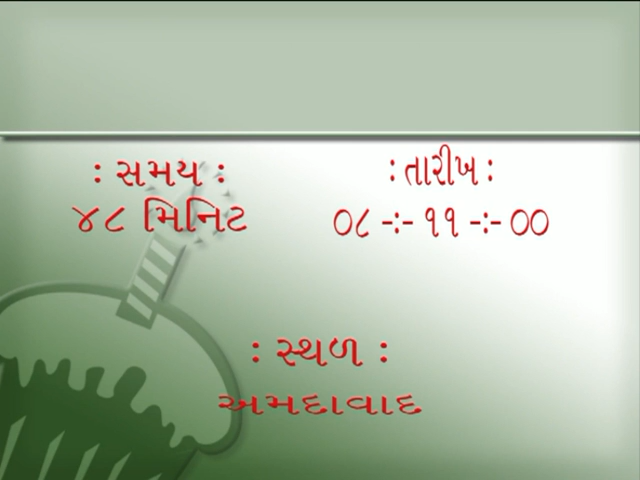 : સમય :
૪૮ મિનિટ
: તારીખ :
૦૮ -:- ૧૧ -:- ૦૦
: સ્થળ :
અમદાવાદ